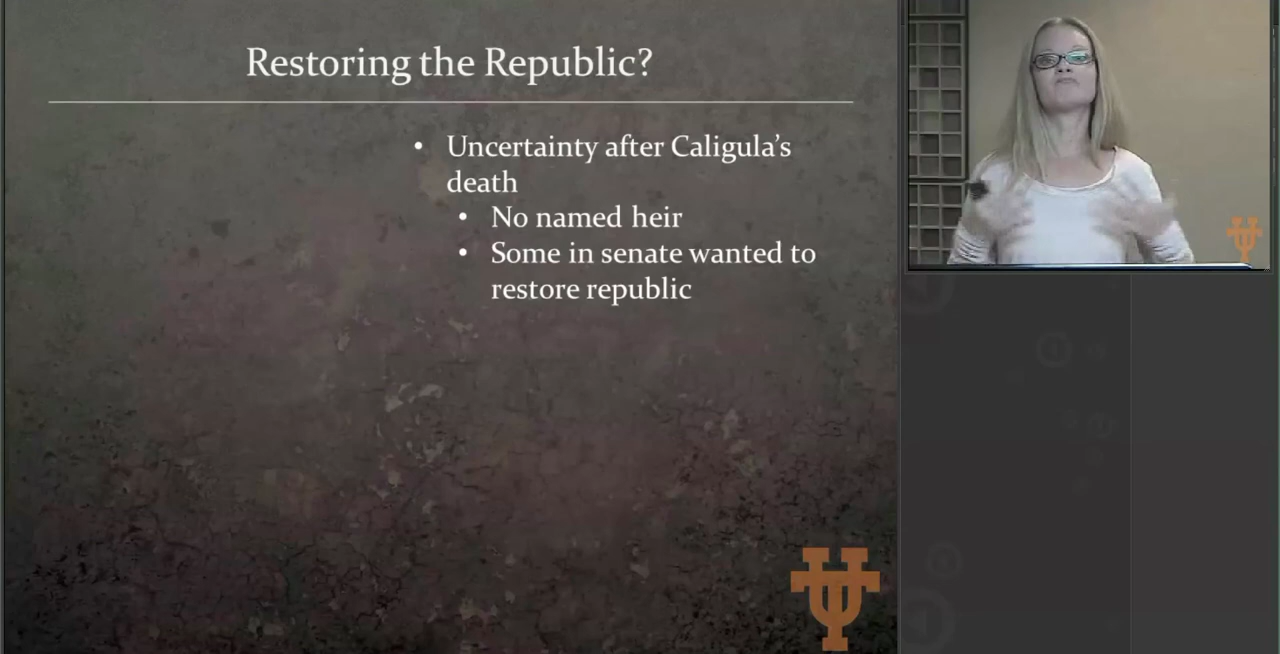 Restoring the Republic?
• Uncertainty after Caligula’s
death
• No named heir
• Some in senate wanted to
restore republic